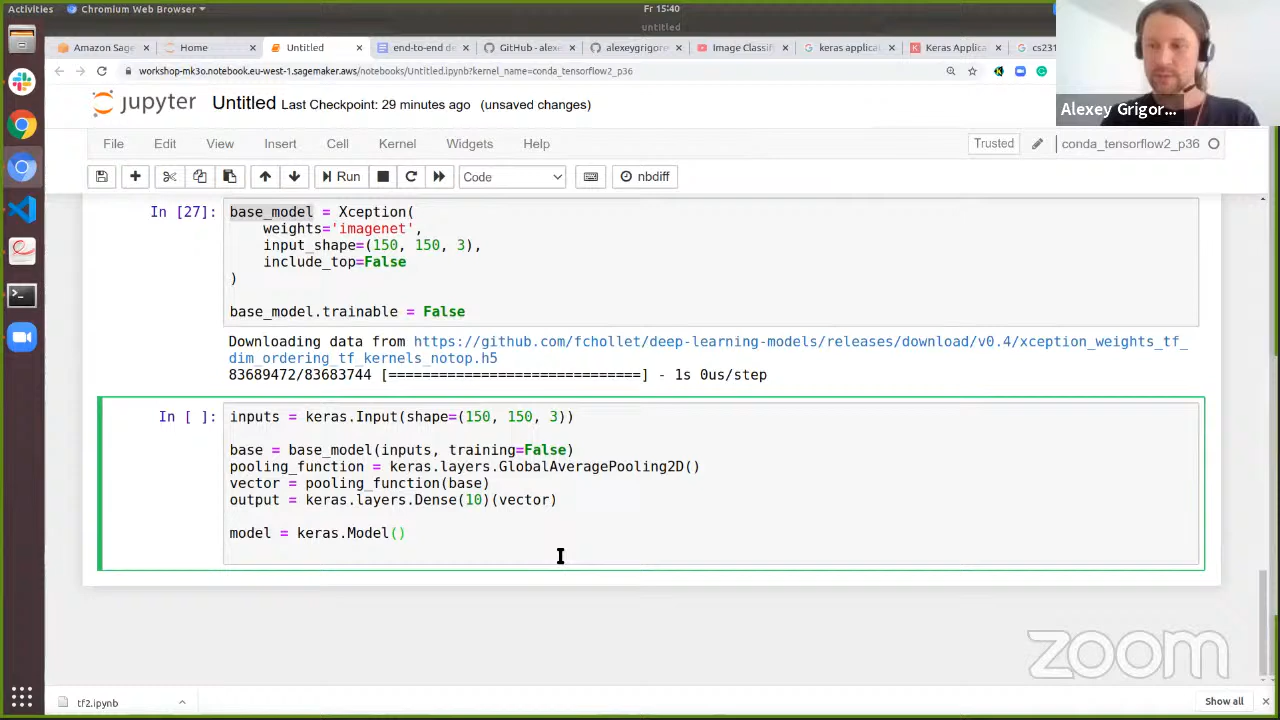 Activities
Chromium Web Browser
Fr 15:40
untitled
Amazon Sage
Home
Untitled
end-to-end de
GitHub - alexe
alexeygrigore
Image Classif
keras applicat
Keras Applica
cs231
workshop-mk3o.notebook.eu-west-1.sagemaker.aws/notebooks/Untitled.ipynb?kernel_name=conda_tensorflow2_p36
Alexey Grigor...
jupyter Untitled Last Checkpoint: 29 minutes ago (unsaved changes)
File Edit View Insert Cell Kernel Widgets Help
Trusted
conda_tensorflow2_p36
Run
Code
nbdiff
In [27]: base_model = Xception(
weights='imagenet',
input_shape=(150, 150, 3),
include_top=False
)
base_model.trainable = False
Downloading data from https://github.com/fchollet/deep-learning-models/releases/download/v0.4/xception_weights_tf_
dim_ordering_tf_kernels_notop.h5
83689472/83683744 [==============================] - 1s 0us/step
In [ ]: inputs = keras.Input(shape=(150, 150, 3))
base = base_model(inputs, training=False)
pooling_function = keras.layers.GlobalAveragePooling2D()
vector = pooling_function(base)
output = keras.layers.Dense(10)(vector)
model = keras.Model()
zoom
tf2.ipynb
Show all